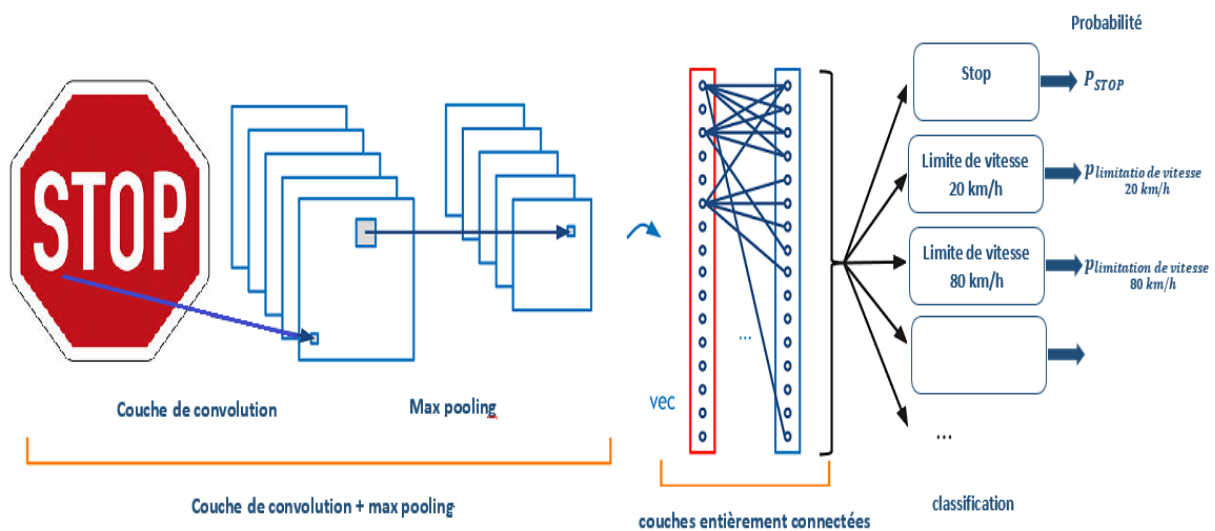 Probabilité
Stop
P_STOP
STOP
Limite de vitesse
20 km/h
p_limitatio de vitesse
20 km/h
Limite de vitesse
80 km/h
p_limitation de vitesse
80 km/h
...
vec
...
Couche de convolution
Max pooling
Couche de convolution + max pooling
couches entièrement connectées
classification